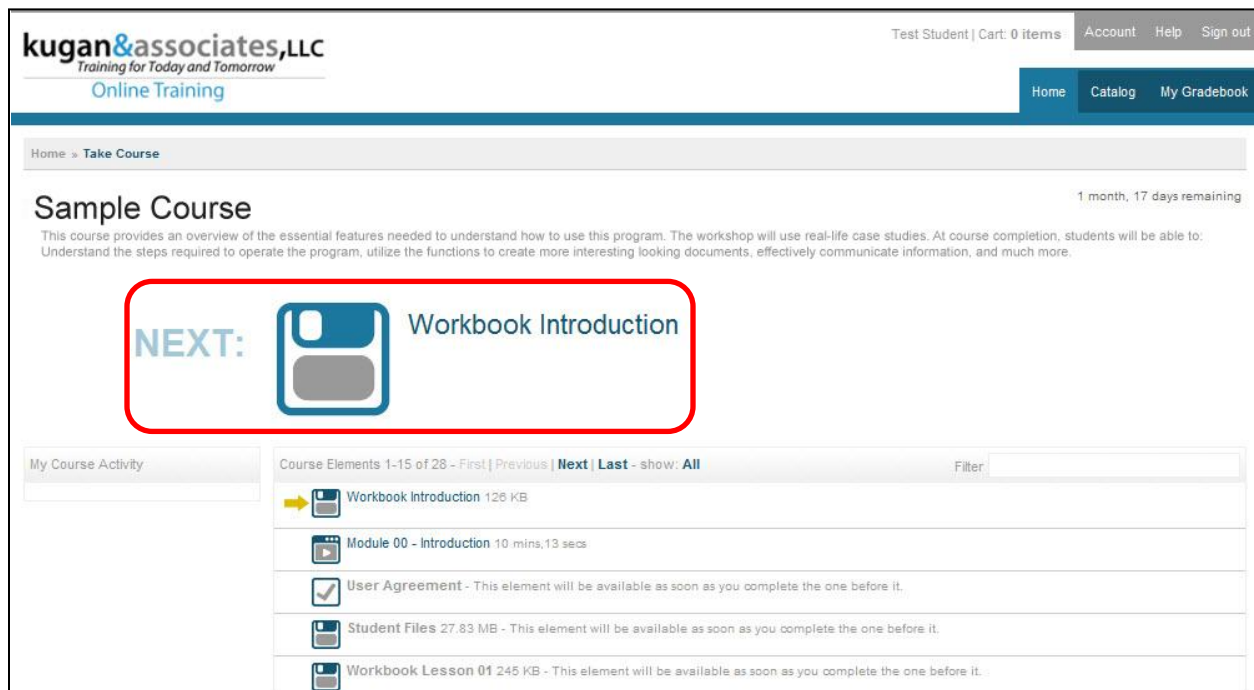 kugan&associates,LLC
Training for Today and Tomorrow
Online Training
Test Student | Cart: 0 items
Account Help Sign out
Home Catalog My Gradebook
Home » Take Course
Sample Course
1 month, 17 days remaining
This course provides an overview of the essential features needed to understand how to use this program. The workshop will use real-life case studies. At course completion, students will be able to:
Understand the steps required to operate the program, utilize the functions to create more interesting looking documents, effectively communicate information, and much more.
NEXT: Workbook Introduction
My Course Activity
Course Elements 1-15 of 28 - First | Previous | Next | Last - show: All
Filter
Workbook Introduction 126 KB
Module 00 - Introduction 10 mins,13 secs
User Agreement - This element will be available as soon as you complete the one before it.
Student Files 27.83 MB - This element will be available as soon as you complete the one before it.
Workbook Lesson 01 245 KB - This element will be available as soon as you complete the one before it.